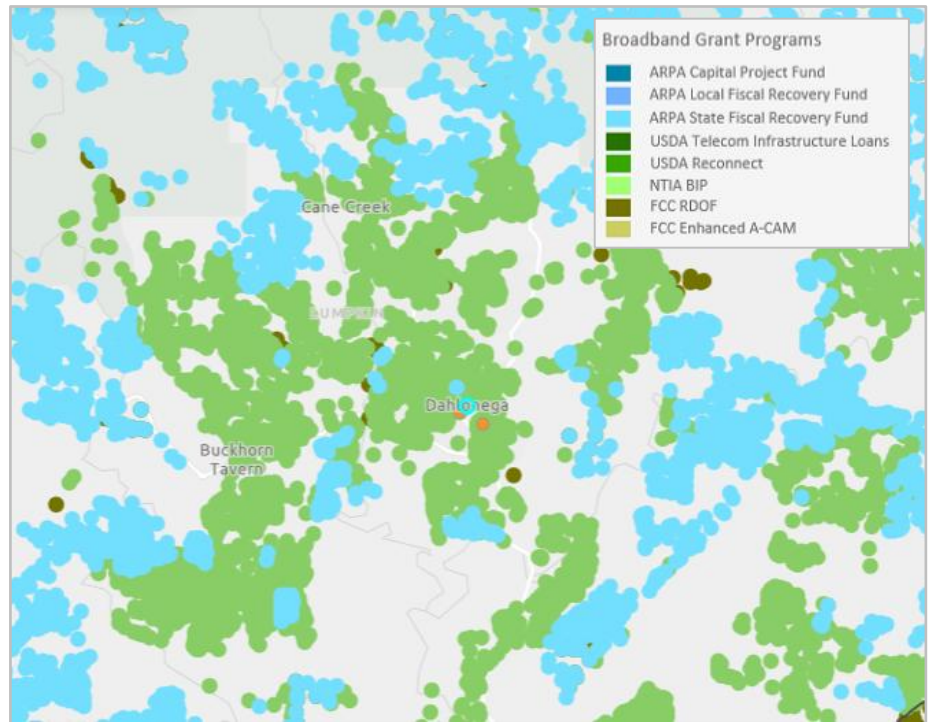 Broadband Grant Programs
ARPA Capital Project Fund
ARPA Local Fiscal Recovery Fund
ARPA State Fiscal Recovery Fund
USDA Telecom Infrastructure Loans
USDA Reconnect
NTIA BIP
FCC RDOF
FCC Enhanced A-CAM
Cane Creek
LUMPKIN
Dahlonega
Buckhorn
Tavern